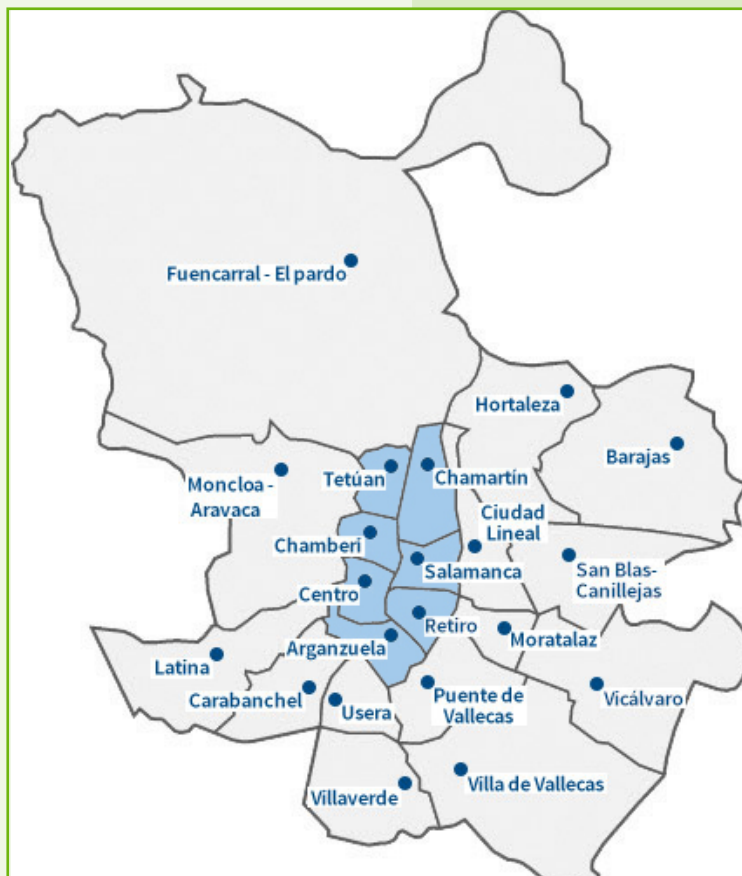 Fuencarral - El pardo
Hortaleza
Barajas
Tetúan
Chamartín
Moncloa -
Aravaca
Ciudad
Lineal
Chamberí
Salamanca
San Blas-
Canillejas
Centro
Retiro
Moratalaz
Arganzuela
Latina
Carabanchel
Usera
Puente de
Vallecas
Vicálvaro
Villaverde
Villa de Vallecas